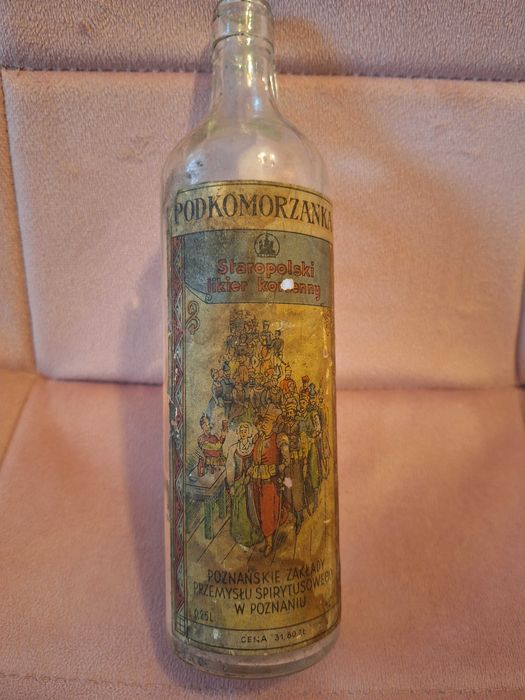 PODKOMORZANKA
Staropolski
likier korzenny
POZNAŃSKIE ZAKŁADY
PRZEMYSŁU SPIRYTUSOWEGO
W POZNANIU
0,25L
CENA 31,80 ZŁ